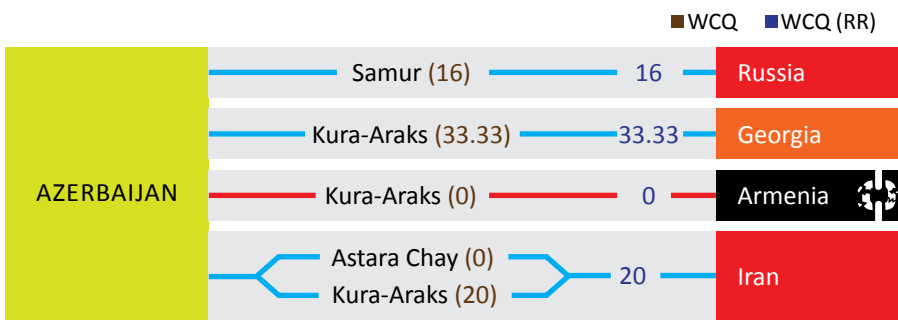 WCQ WCQ (RR)
Samur (16) 16 Russia
Kura-Araks (33.33) 33.33 Georgia
AZERBAIJAN Kura-Araks (0) 0 Armenia
Astara Chay (0)
Kura-Araks (20) 20 Iran